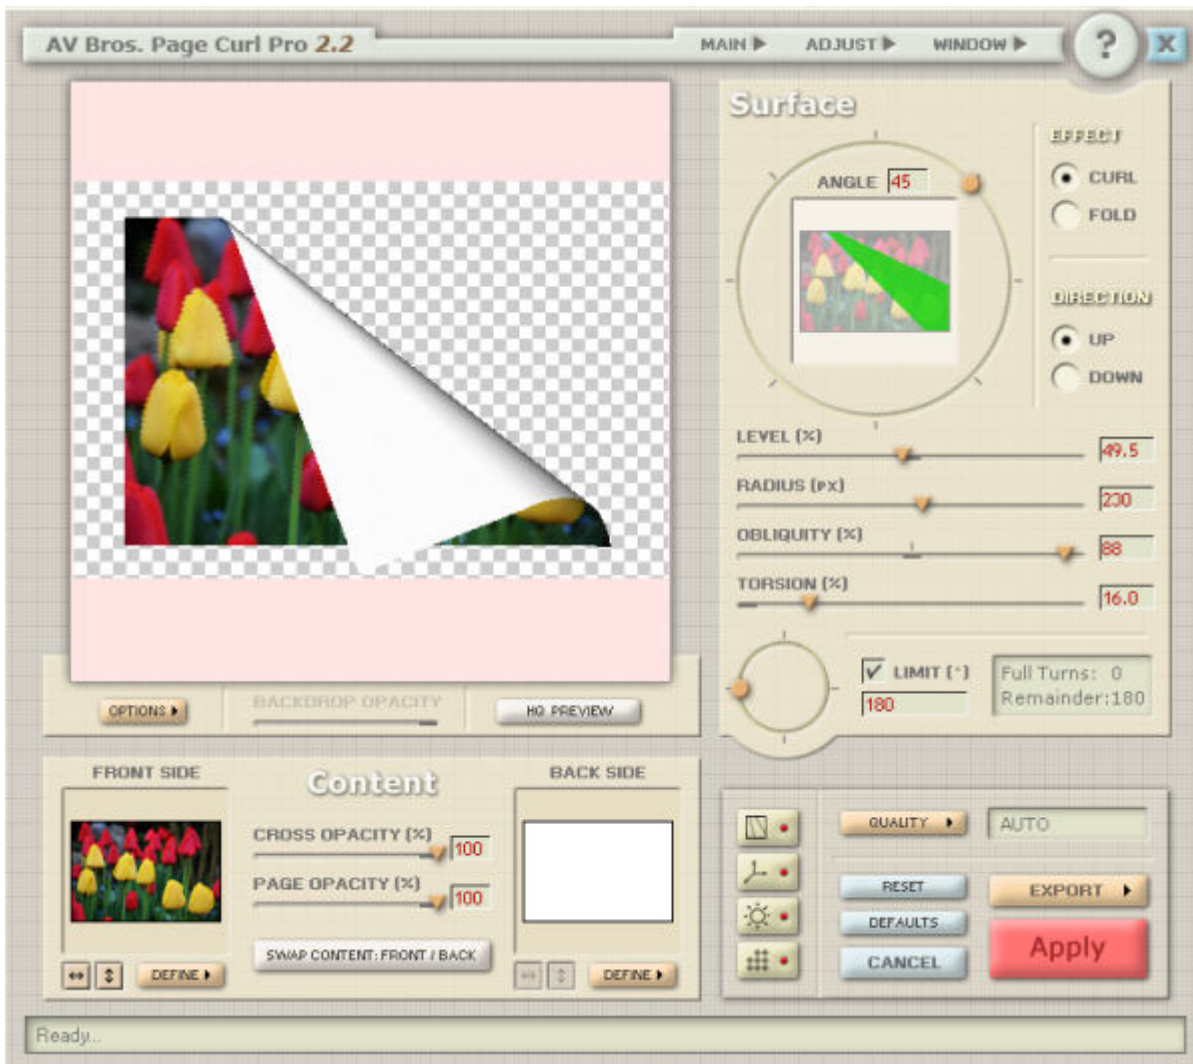 AV Bros. Page Curl Pro 2.2
MAIN ADJUST WINDOW ? X
Surface
ANGLE 45
EFFECT
CURL
FOLD
DIRECTION
UP
DOWN
LEVEL (%)
49.5
RADIUS (PX)
230
OBLIQUITY (%)
88
TORSION (%)
16.0
LIMIT (°)
180
Full Turns: 0
Remainder:180
OPTIONS
BACKDROP OPACITY
HQ PREVIEW
FRONT SIDE
Content
BACK SIDE
CROSS OPACITY (%)
100
PAGE OPACITY (%)
100
SWAP CONTENT: FRONT / BACK
DEFINE
DEFINE
QUALITY
AUTO
RESET
DEFAULTS
CANCEL
EXPORT
Apply
Ready..